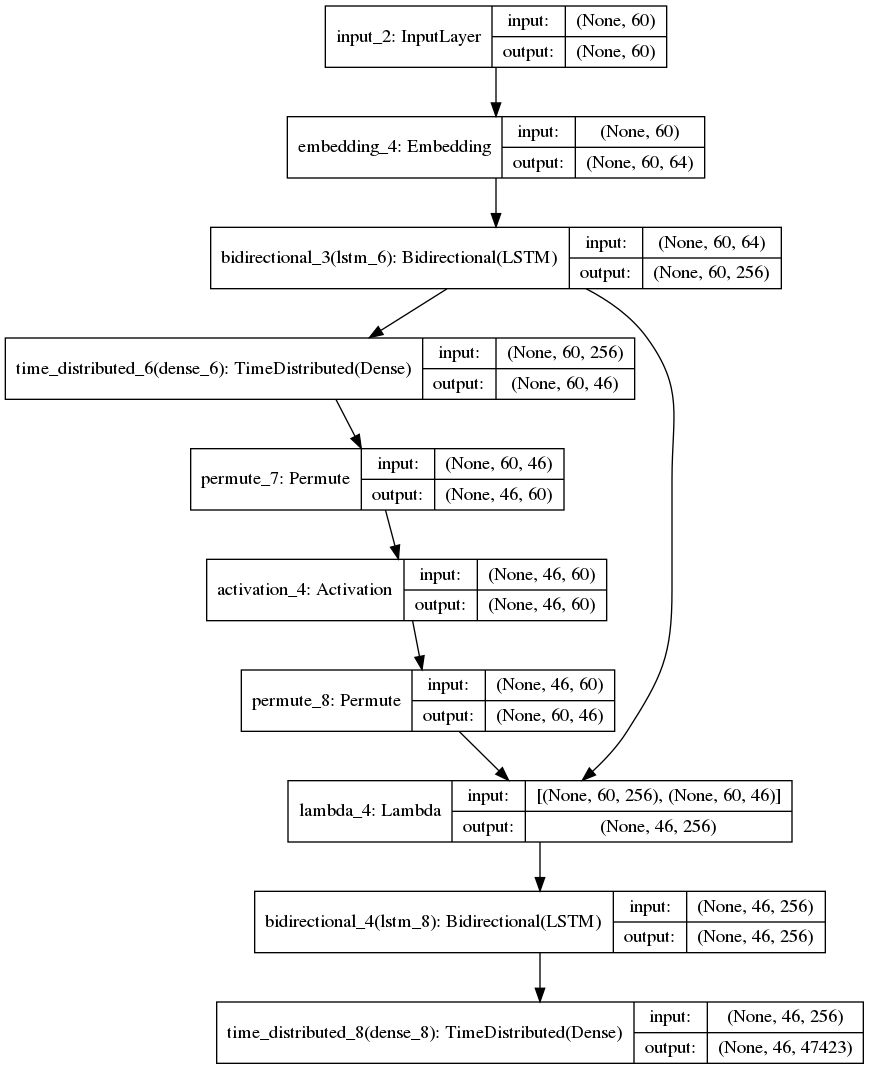 input_2: InputLayer
input: (None, 60)
output: (None, 60)
embedding_4: Embedding
input: (None, 60)
output: (None, 60, 64)
bidirectional_3(lstm_6): Bidirectional(LSTM)
input: (None, 60, 64)
output: (None, 60, 256)
time_distributed_6(dense_6): TimeDistributed(Dense)
input: (None, 60, 256)
output: (None, 60, 46)
permute_7: Permute
input: (None, 60, 46)
output: (None, 46, 60)
activation_4: Activation
input: (None, 46, 60)
output: (None, 46, 60)
permute_8: Permute
input: (None, 46, 60)
output: (None, 60, 46)
lambda_4: Lambda
input: [(None, 60, 256), (None, 60, 46)]
output: (None, 46, 256)
bidirectional_4(lstm_8): Bidirectional(LSTM)
input: (None, 46, 256)
output: (None, 46, 256)
time_distributed_8(dense_8): TimeDistributed(Dense)
input: (None, 46, 256)
output: (None, 46, 47423)